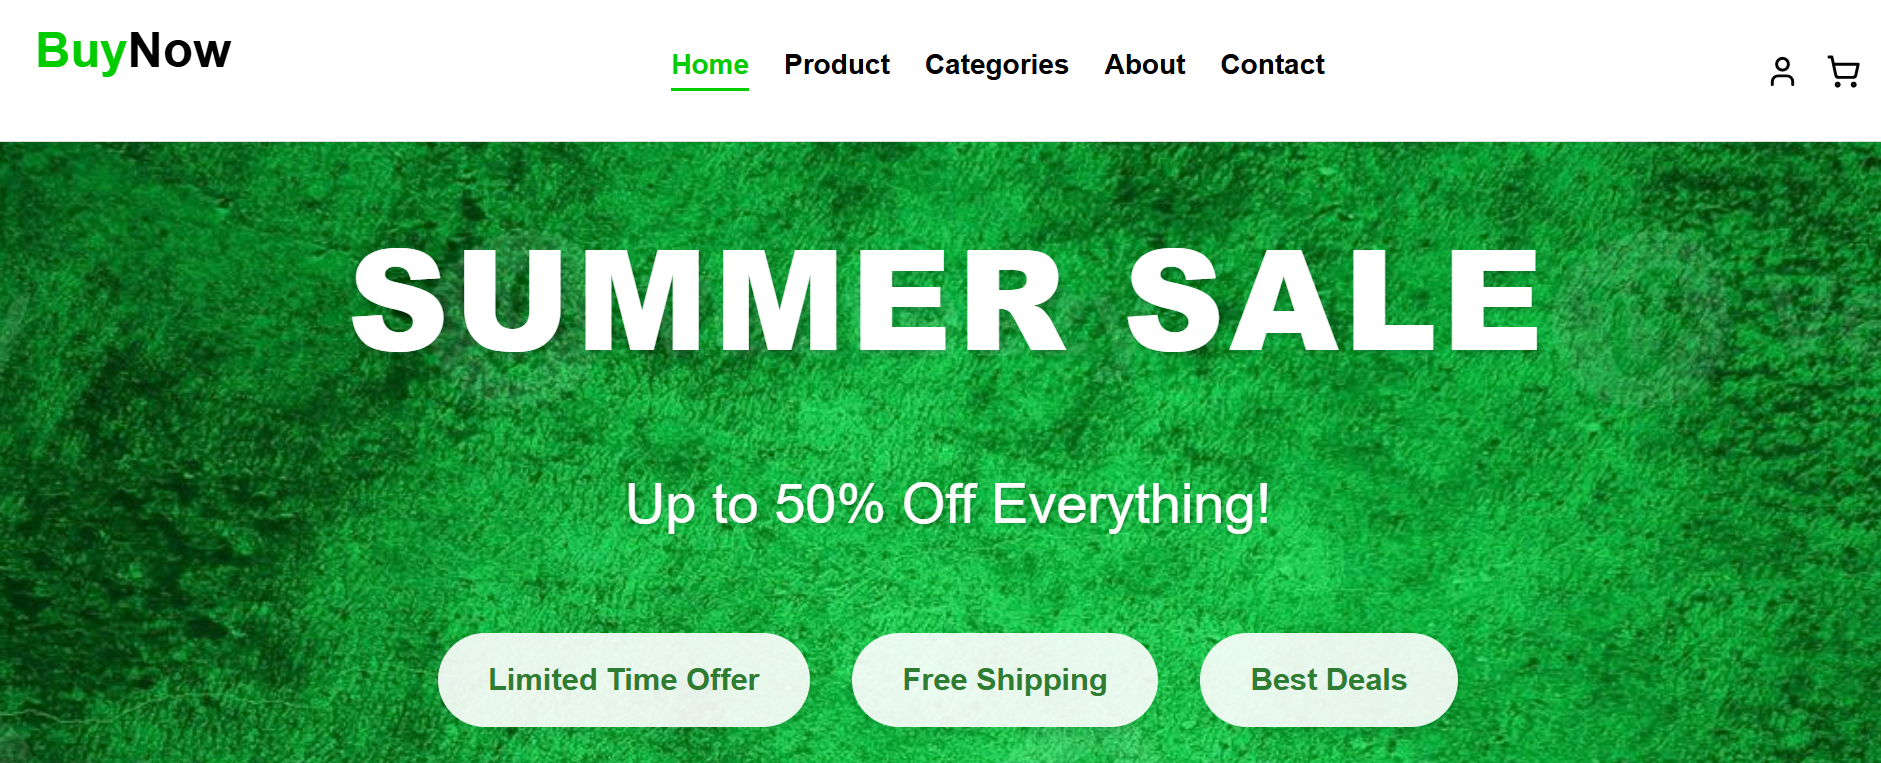 BuyNow
Home Product Categories About Contact
SUMMER SALE
Up to 50% Off Everything!
Limited Time Offer Free Shipping Best Deals